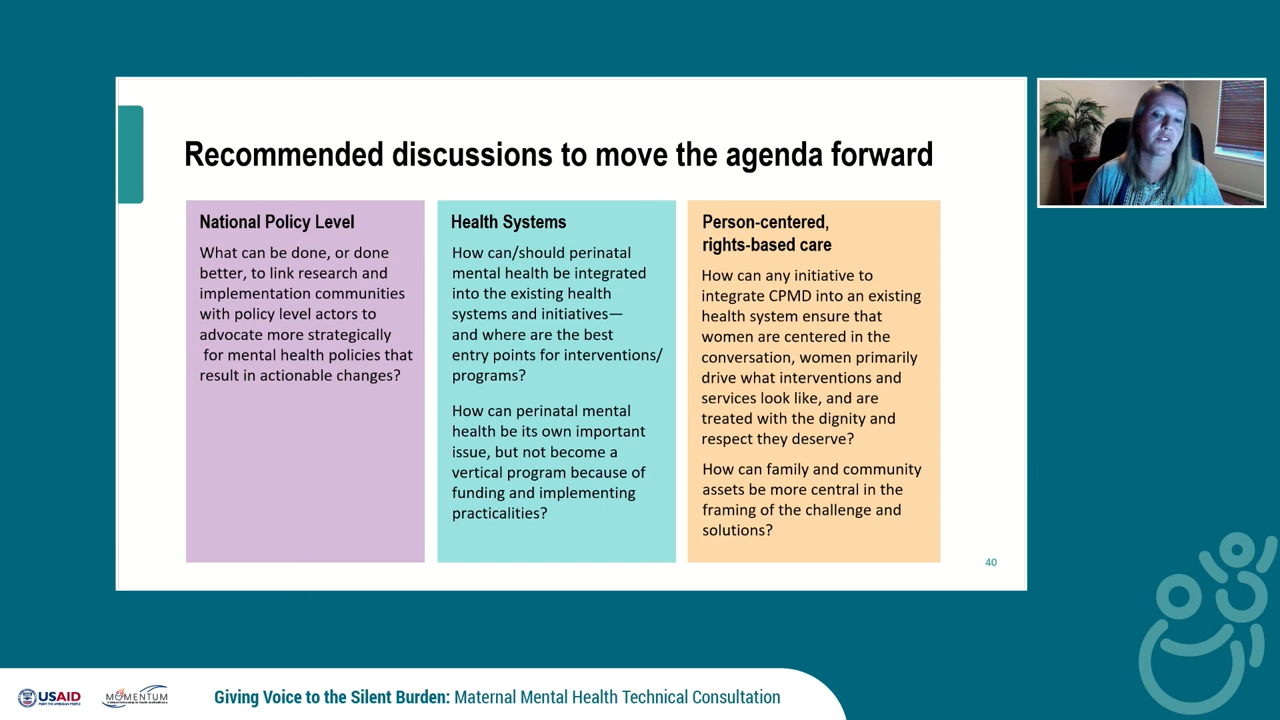 Recommended discussions to move the agenda forward
National Policy Level
What can be done, or done
better, to link research and
implementation communities
with policy level actors to
advocate more strategically
for mental health policies that
result in actionable changes?
Health Systems
How can/should perinatal
mental health be integrated
into the existing health
systems and initiatives—
and where are the best
entry points for interventions/
programs?
How can perinatal mental
health be its own important
issue, but not become a
vertical program because of
funding and implementing
practicalities?
Person-centered,
rights-based care
How can any initiative to
integrate CPMD into an existing
health system ensure that
women are centered in the
conversation, women primarily
drive what interventions and
services look like, and are
treated with the dignity and
respect they deserve?
How can family and community
assets be more central in the
framing of the challenge and
solutions?
40
USAID
FROM THE AMERICAN PEOPLE
MOMENTUM
Giving Voice to the Silent Burden: Maternal Mental Health Technical Consultation